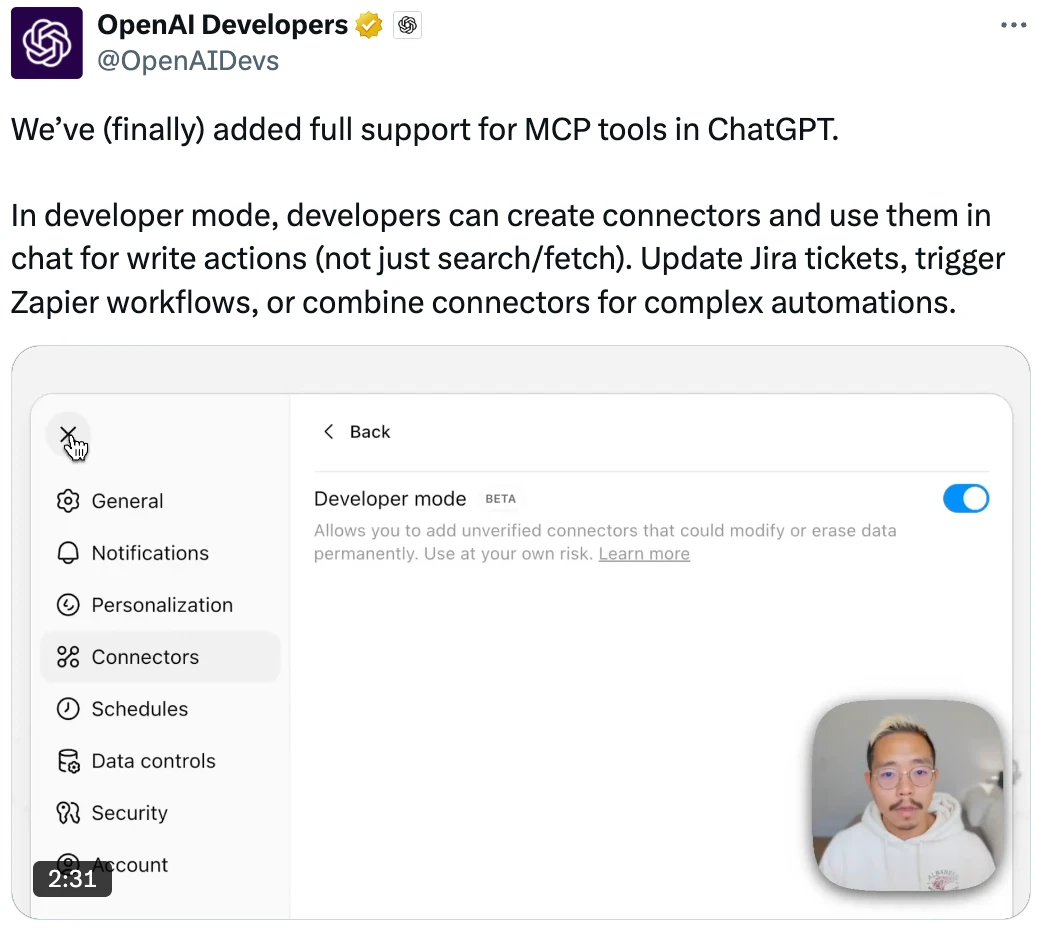 OpenAI Developers
@OpenAIDevs
We’ve (finally) added full support for MCP tools in ChatGPT.
In developer mode, developers can create connectors and use them in
chat for write actions (not just search/fetch). Update Jira tickets, trigger
Zapier workflows, or combine connectors for complex automations.
Back
Developer mode BETA
Allows you to add unverified connectors that could modify or erase data
permanently. Use at your own risk. Learn more
General
Notifications
Personalization
Connectors
Schedules
Data controls
Security
Account
2:31